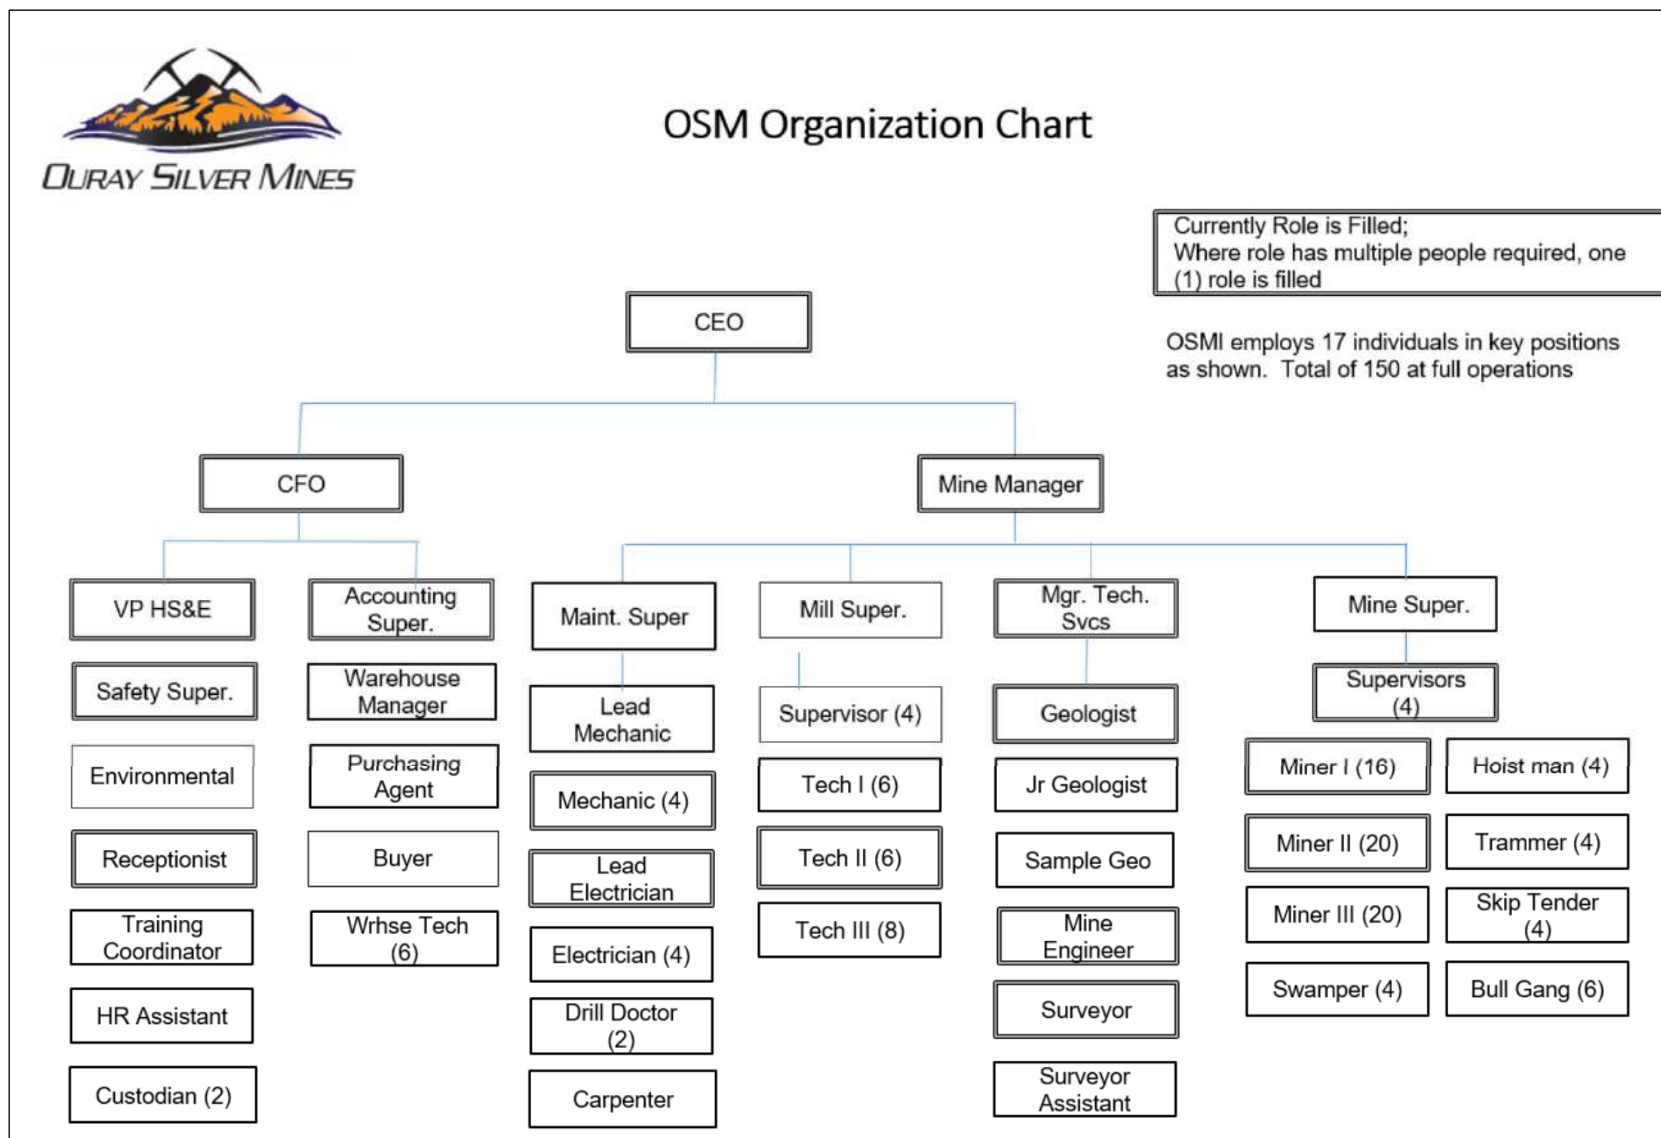 OURAY SILVER MINES
OSM Organization Chart
Currently Role is Filled;
Where role has multiple people required, one
(1) role is filled
OSMI employs 17 individuals in key positions
as shown.  Total of 150 at full operations
CEO
CFO
Mine Manager
VP HS&E
Safety Super.
Environmental
Receptionist
Training
Coordinator
HR Assistant
Custodian (2)
Accounting
Super.
Warehouse
Manager
Purchasing
Agent
Buyer
Wrhse Tech
(6)
Maint. Super
Lead
Mechanic
Mechanic (4)
Lead
Electrician
Electrician (4)
Drill Doctor
(2)
Carpenter
Mill Super.
Supervisor (4)
Tech I (6)
Tech II (6)
Tech III (8)
Mgr. Tech.
Svcs
Geologist
Jr Geologist
Sample Geo
Mine
Engineer
Surveyor
Surveyor
Assistant
Mine Super.
Supervisors
(4)
Miner I (16)
Miner II (20)
Miner III (20)
Swamper (4)
Hoist man (4)
Trammer (4)
Skip Tender
(4)
Bull Gang (6)